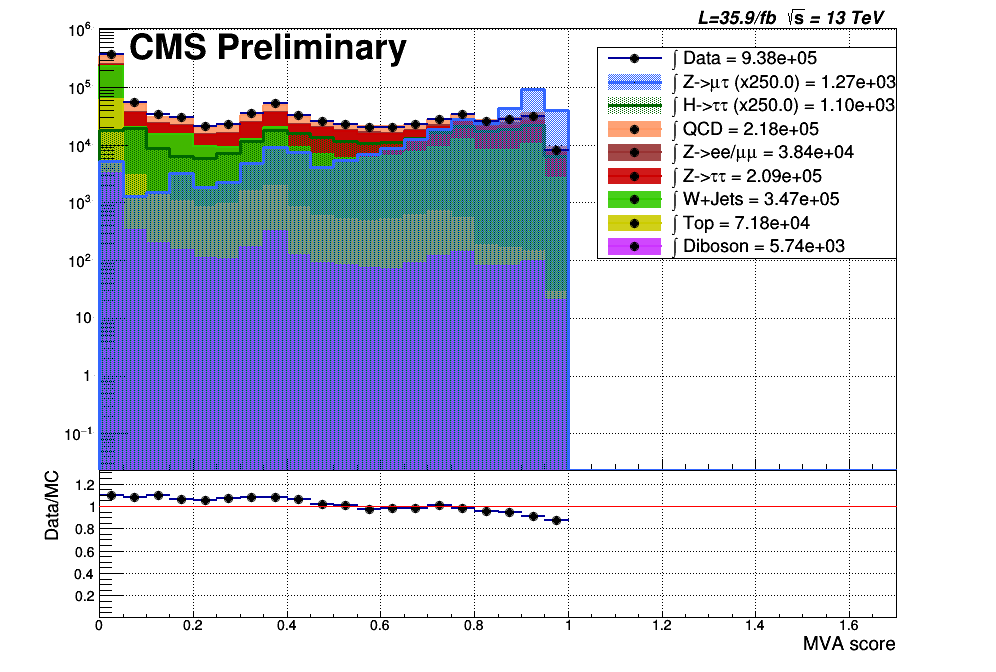 L=35.9/fb √s = 13 TeV
CMS Preliminary
10⁶
10⁵
10⁴
10³
10²
10
1
10⁻¹
∫ Data = 9.38e+05
∫ Z->μτ (x250.0) = 1.27e+03
∫ H->ττ (x250.0) = 1.10e+03
∫ QCD = 2.18e+05
∫ Z->ee/μμ = 3.84e+04
∫ Z->ττ = 2.09e+05
∫ W+Jets = 3.47e+05
∫ Top = 7.18e+04
∫ Diboson = 5.74e+03
Data/MC
1.2
1
0.8
0.6
0.4
0.2
0 0.2 0.4 0.6 0.8 1 1.2 1.4 1.6
MVA score